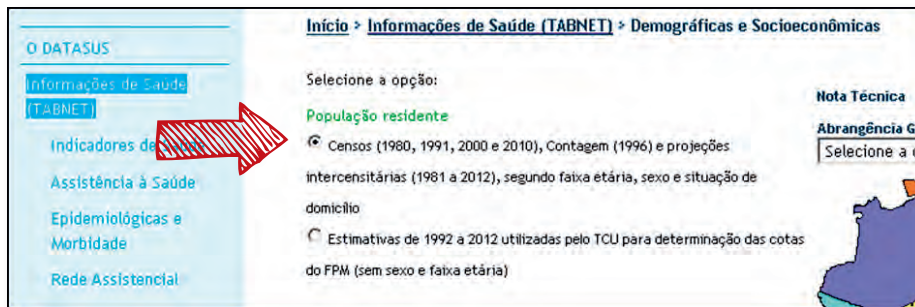 Início > Informações de Saúde (TABNET) > Demográficas e Socioeconômicas
O DATASUS
Informações de Saúde
(TABNET)
Indicadores de Saúde
Assistência à Saúde
Epidemiológicas e
Morbidade
Rede Assistencial
Selecione a opção:
População residente
Censos (1980, 1991, 2000 e 2010), Contagem (1996) e projeções
intercensitárias (1981 a 2012), segundo faixa etária, sexo e situação de
domicílio
Estimativas de 1992 a 2012 utilizadas pelo TCU para determinação das cotas
do FPM (sem sexo e faixa etária)
Nota Técnica
Abrangência G
Selecione a